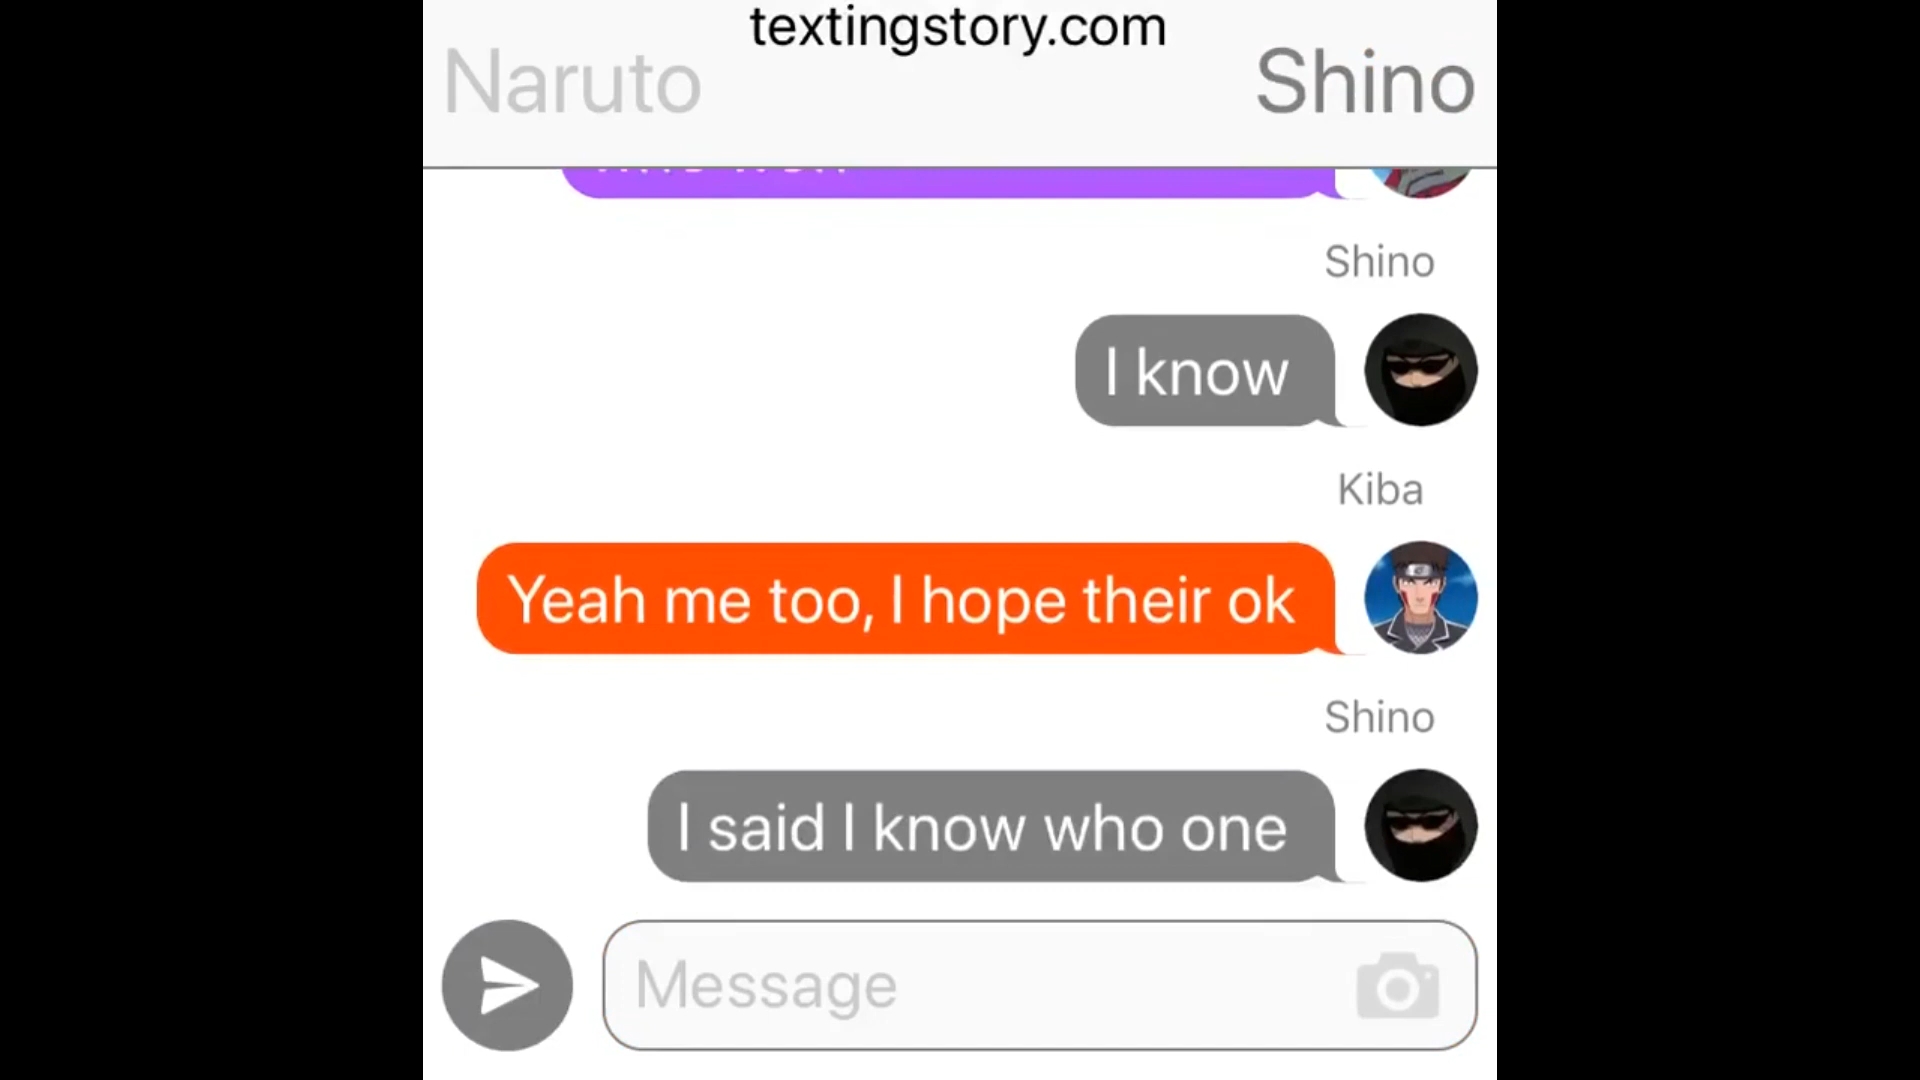 textingstory.com
Naruto
Shino
Shino
I know
Kiba
Yeah me too, I hope their ok
Shino
I said I know who one
Message